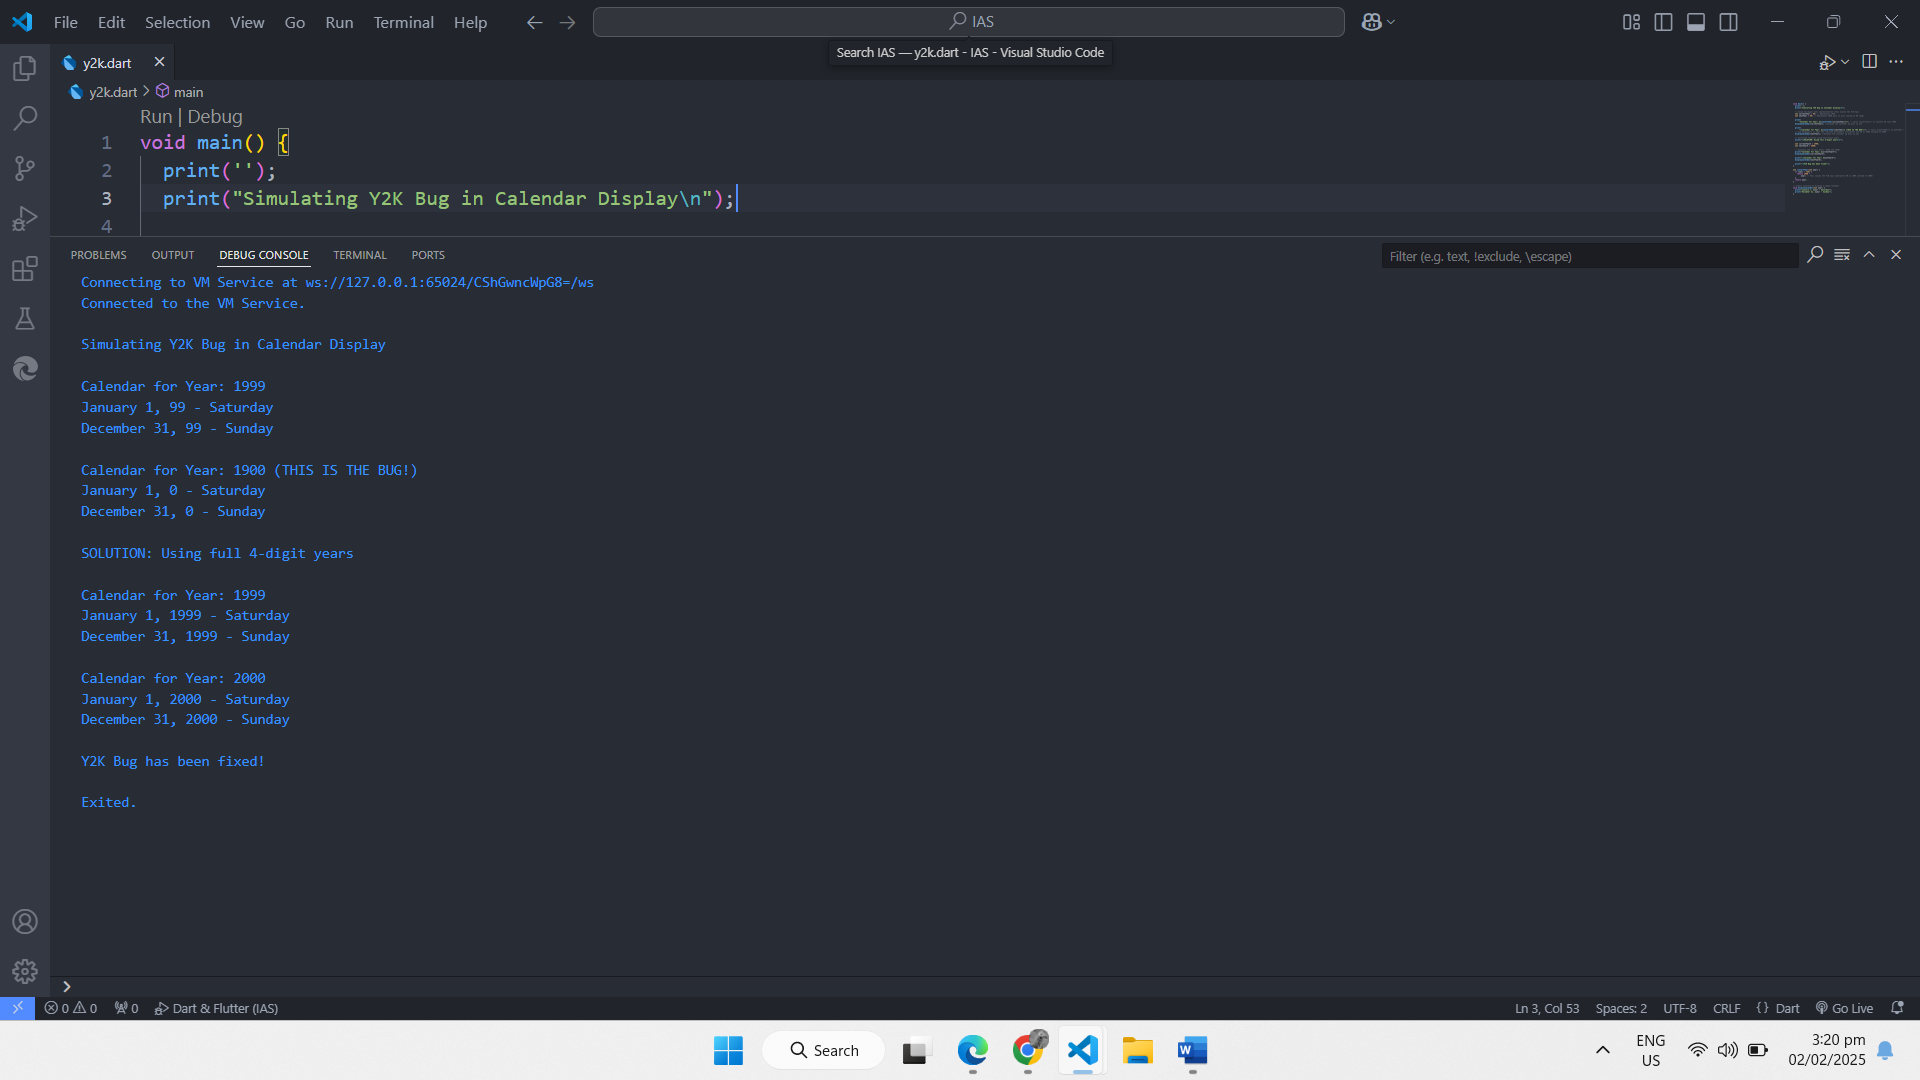 File Edit Selection View Go Run Terminal Help
IAS
Search IAS — y2k.dart - IAS - Visual Studio Code
y2k.dart
y2k.dart > main
Run | Debug
1 void main() {
2 print('');
3 print("Simulating Y2K Bug in Calendar Display\n");
4
PROBLEMS OUTPUT DEBUG CONSOLE TERMINAL PORTS
Filter (e.g. text, !exclude, \escape)
Connecting to VM Service at ws://127.0.0.1:65024/CShGwncWpG8=/ws
Connected to the VM Service.
Simulating Y2K Bug in Calendar Display
Calendar for Year: 1999
January 1, 99 - Saturday
December 31, 99 - Sunday
Calendar for Year: 1900 (THIS IS THE BUG!)
January 1, 0 - Saturday
December 31, 0 - Sunday
SOLUTION: Using full 4-digit years
Calendar for Year: 1999
January 1, 1999 - Saturday
December 31, 1999 - Sunday
Calendar for Year: 2000
January 1, 2000 - Saturday
December 31, 2000 - Sunday
Y2K Bug has been fixed!
Exited.
0 0 0 Dart & Flutter (IAS)
Ln 3, Col 53 Spaces: 2 UTF-8 CRLF {} Dart Go Live
Search
ENG
US
3:20 pm
02/02/2025